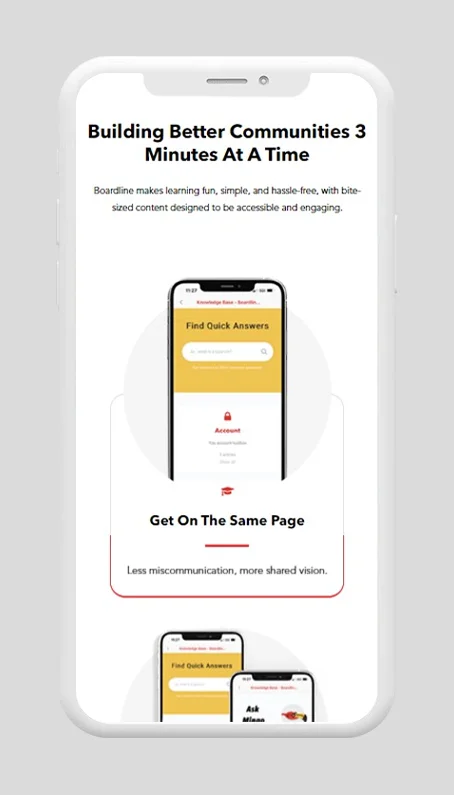 Building Better Communities 3
Minutes At A Time
Boardline makes learning fun, simple, and hassle-free, with bite-
sized content designed to be accessible and engaging.
11:27
Knowledge Base - Boardlin...
Find Quick Answers
Account
Get On The Same Page
Less miscommunication, more shared vision.
11:27
Knowledge Base - Boardlin...
Find Quick Answers
11:27
Knowledge Base - Boardlin...
Ask